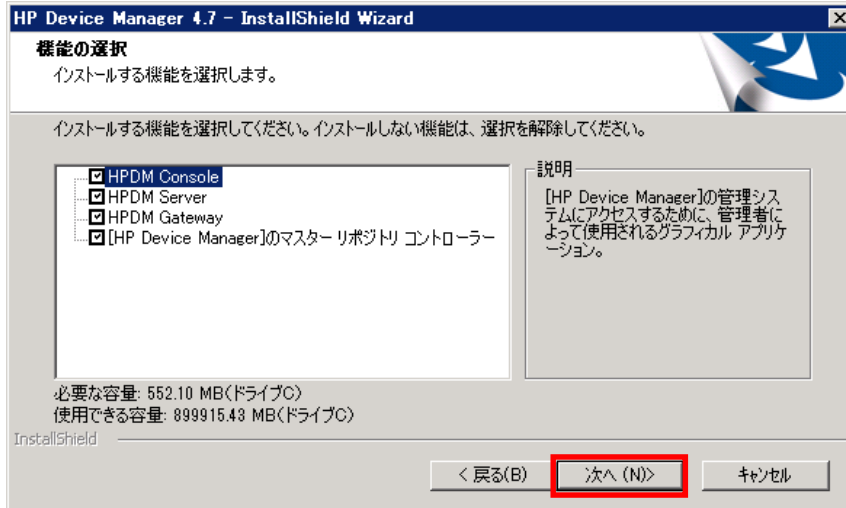 HP Device Manager 4.7 - InstallShield Wizard
機能の選択
インストールする機能を選択します。
インストールする機能を選択してください。インストールしない機能は、選択を解除してください。
HPDM Console
HPDM Server
HPDM Gateway
[HP Device Manager]のマスター リポジトリ コントローラー
説明
[HP Device Manager]の管理シス
テムにアクセスするために、管理者に
よって使用されるグラフィカル アプリケ
ーション。
必要な容量: 552.10 MB(ドライブC)
使用できる容量: 899915.43 MB(ドライブC)
InstallShield
< 戻る(B)
次へ (N)>
キャンセル